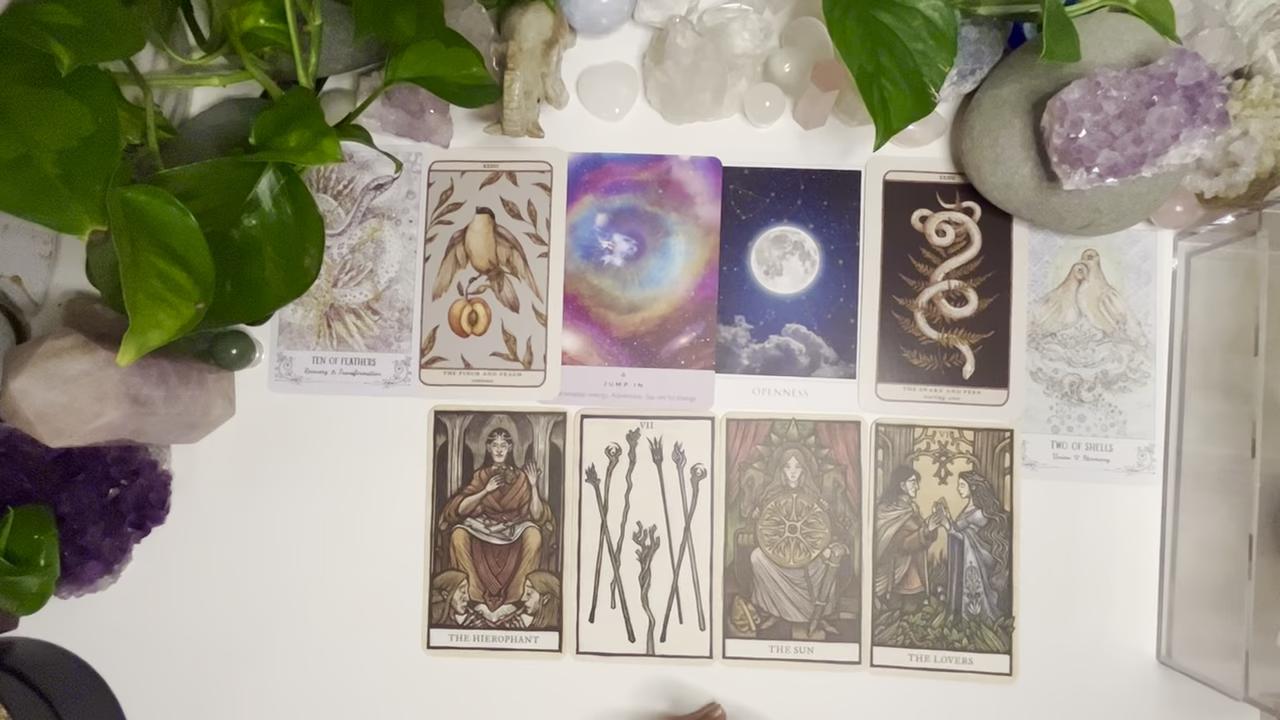 TEN OF FEATHERS
Recovery & Transformation
THE FINCH AND PEACH
JUMP IN
OPENNESS
THE SNAKE AND FERN
TWO OF SHELLS
Union & Harmony
THE HIEROPHANT
VII
THE SUN
THE LOVERS